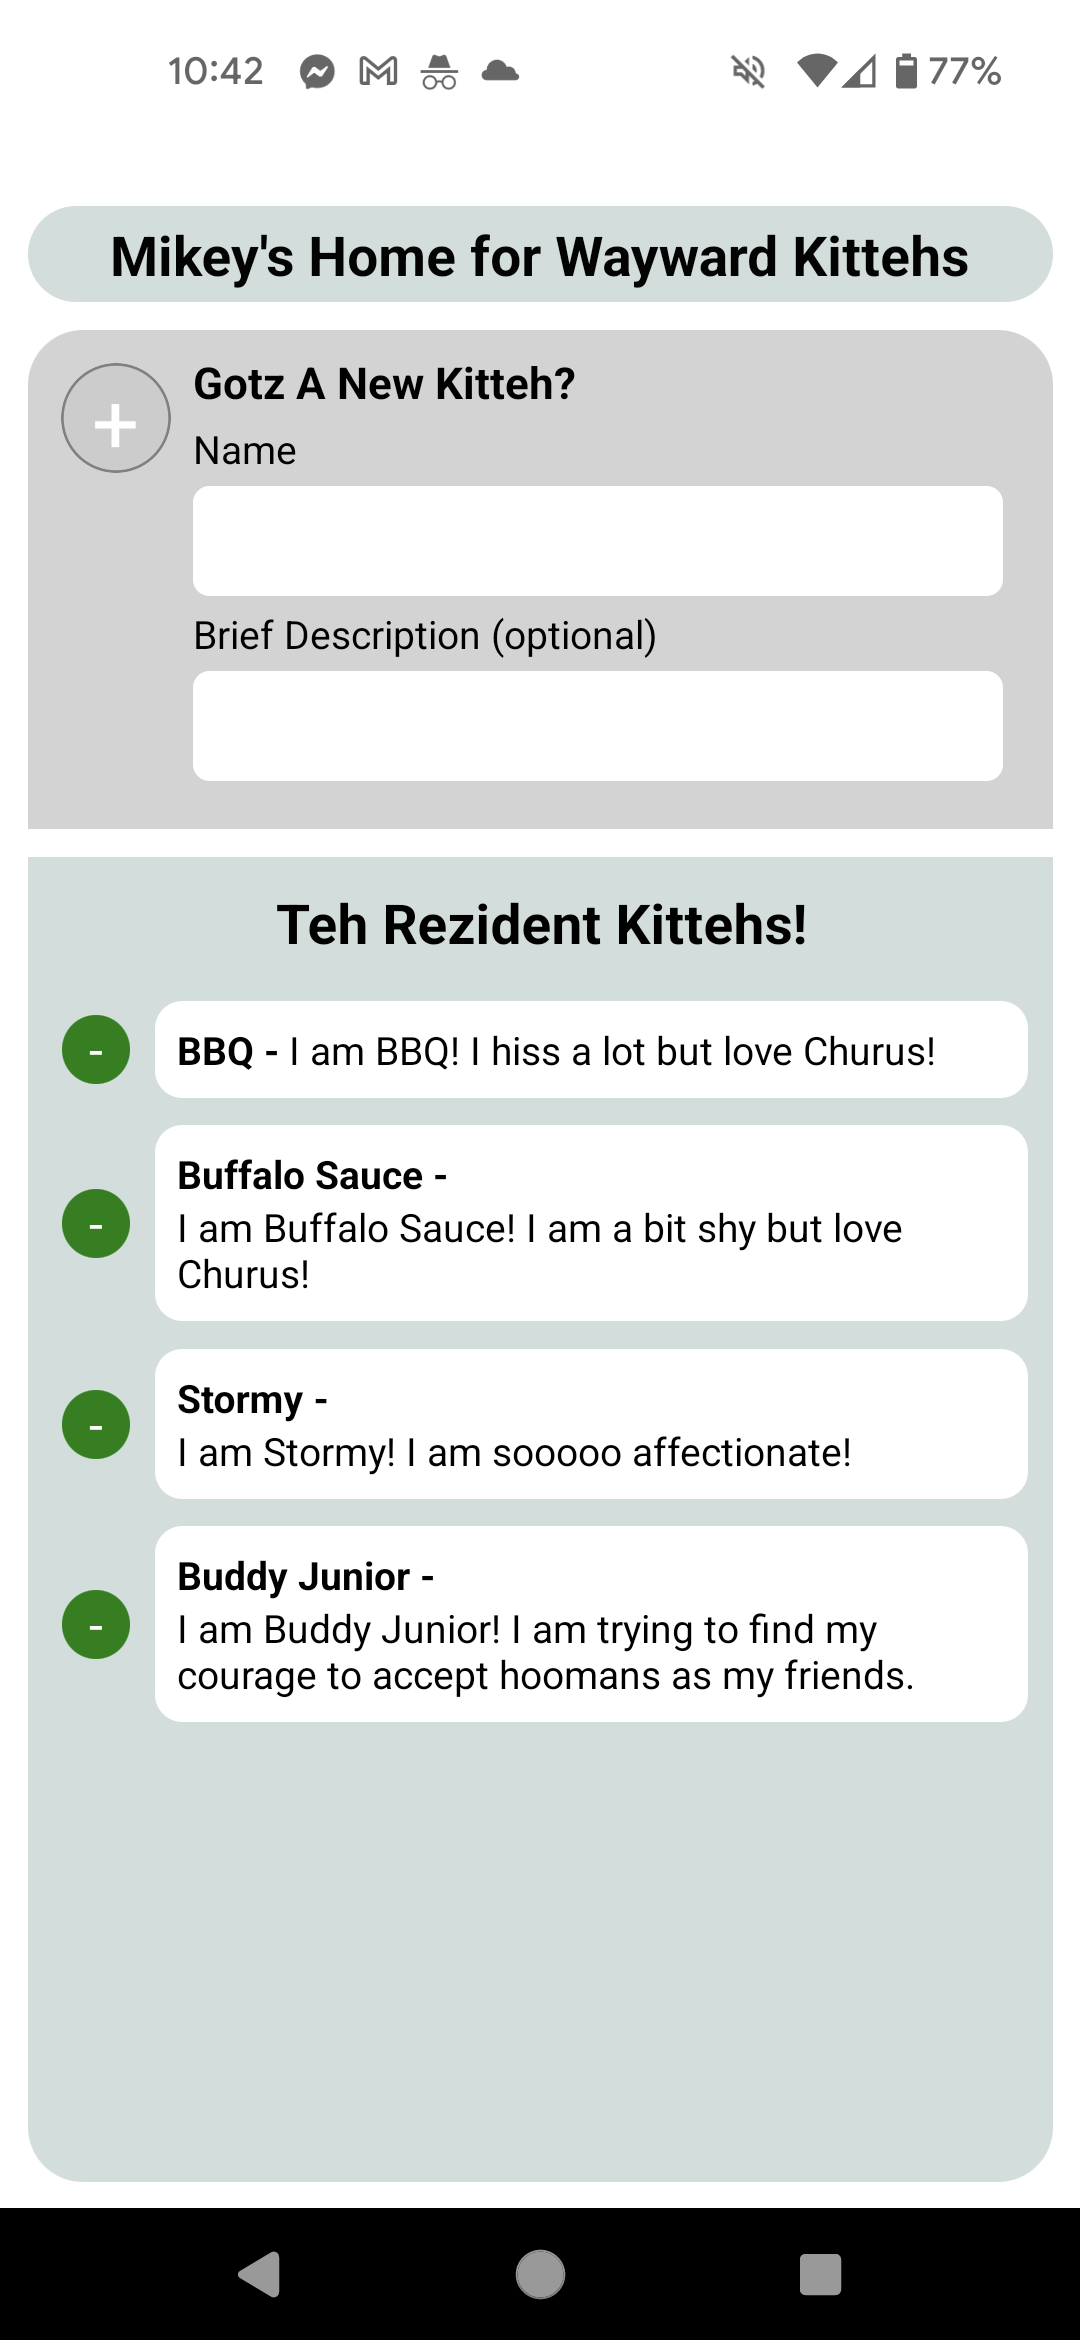 10:42 77%
Mikey's Home for Wayward Kittehs
+
Gotz A New Kitteh?
Name
Brief Description (optional)
Teh Rezident Kittehs!
- BBQ - I am BBQ! I hiss a lot but love Churus!
Buffalo Sauce -
- I am Buffalo Sauce! I am a bit shy but love
Churus!
Stormy -
- I am Stormy! I am sooooo affectionate!
Buddy Junior -
- I am Buddy Junior! I am trying to find my
courage to accept hoomans as my friends.